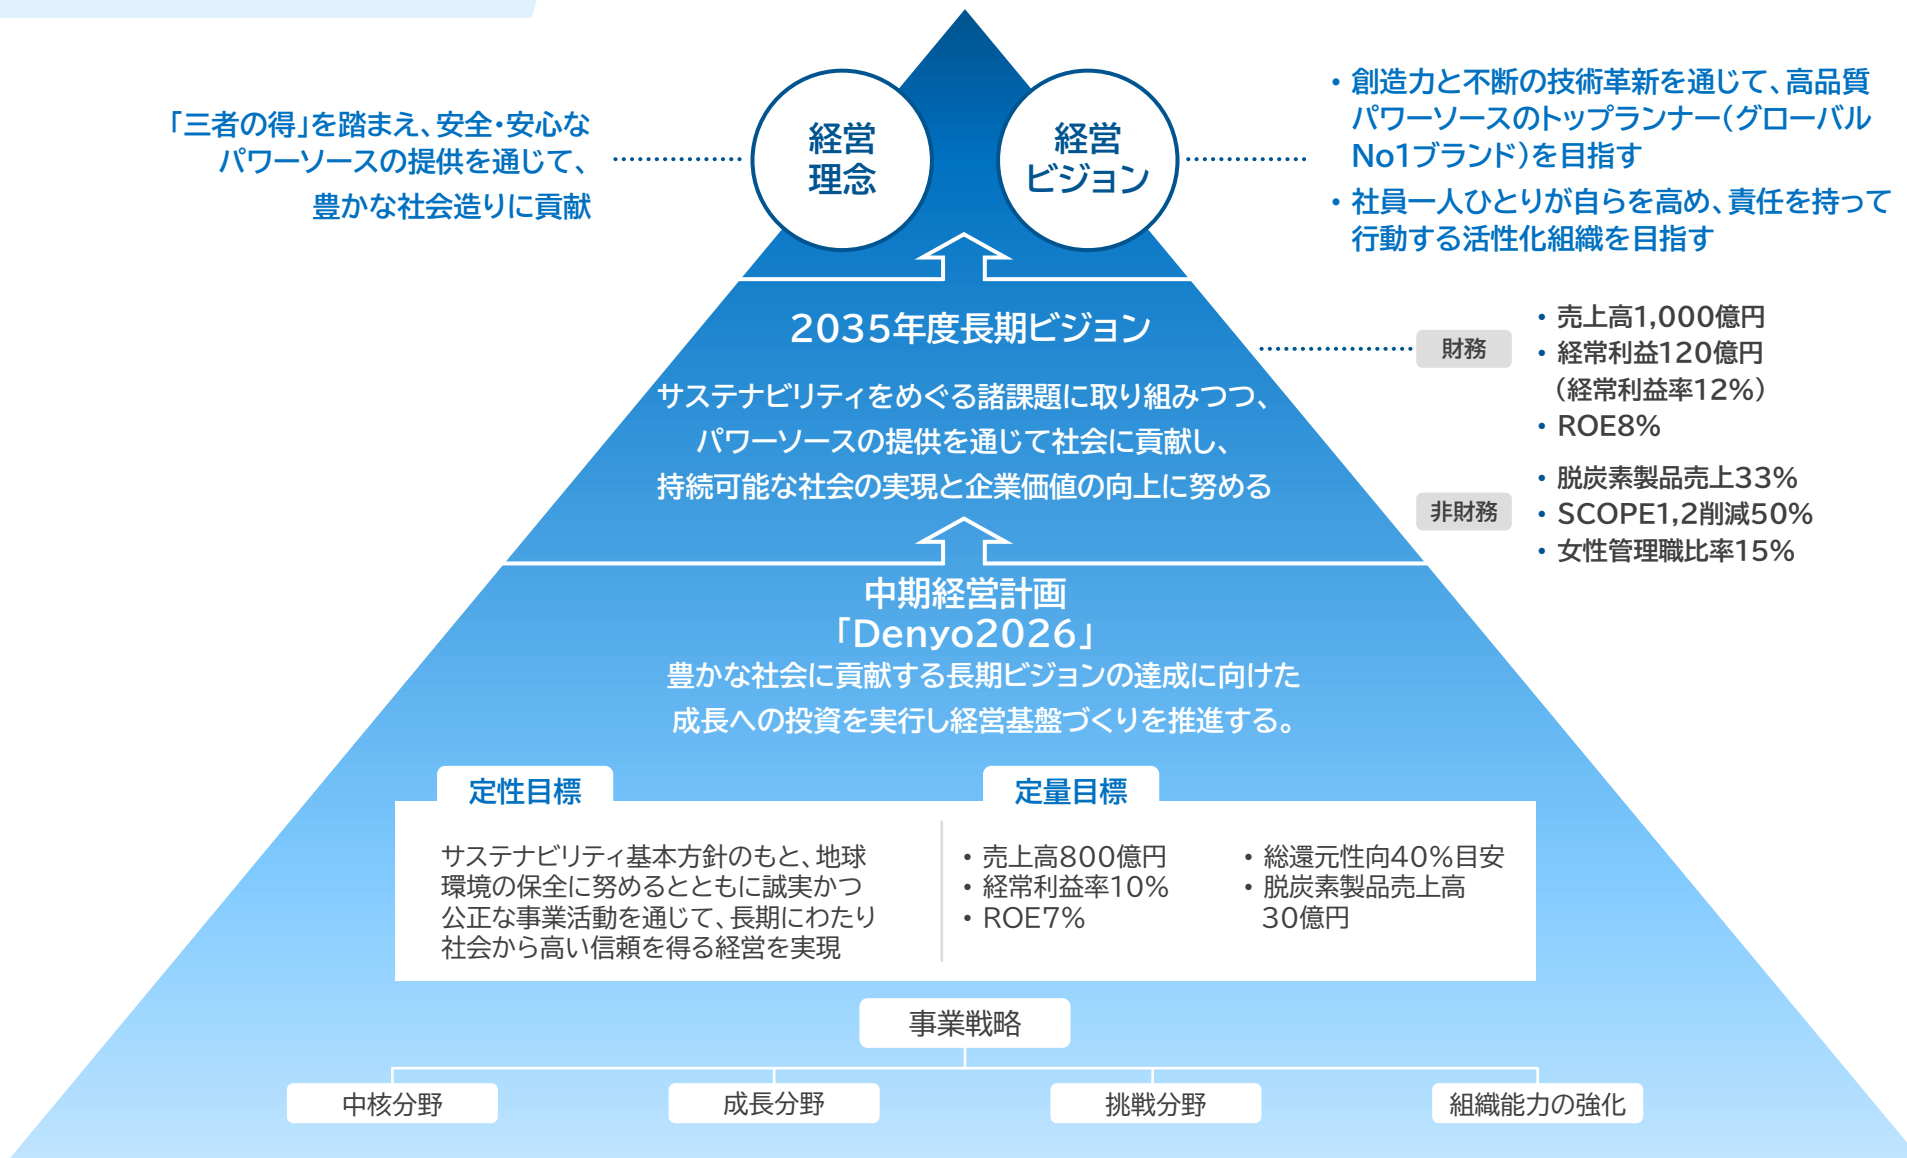 「三者の得」を踏まえ、安全・安心な
パワーソースの提供を通じて、
豊かな社会造りに貢献
経営
理念
経営
ビジョン
・創造力と不断の技術革新を通じて、高品質
パワーソースのトップランナー（グローバル
No1ブランド）を目指す
・社員一人ひとりが自らを高め、責任を持って
行動する活性化組織を目指す
2035年度長期ビジョン
サステナビリティをめぐる諸課題に取り組みつつ、
パワーソースの提供を通じて社会に貢献し、
持続可能な社会の実現と企業価値の向上に努める
財務
・売上高1,000億円
・経常利益120億円
（経常利益率12%）
・ROE8%
非財務
・脱炭素製品売上33%
・SCOPE1,2削減50%
・女性管理職比率15%
中期経営計画
「Denyo2026」
豊かな社会に貢献する長期ビジョンの達成に向けた
成長への投資を実行し経営基盤づくりを推進する。
定性目標
サステナビリティ基本方針のもと、地球
環境の保全に努めるとともに誠実かつ
公正な事業活動を通じて、長期にわたり
社会から高い信頼を得る経営を実現
定量目標
・売上高800億円
・経常利益率10%
・ROE7%
・総還元性向40%目安
・脱炭素製品売上高
30億円
事業戦略
中核分野
成長分野
挑戦分野
組織能力の強化